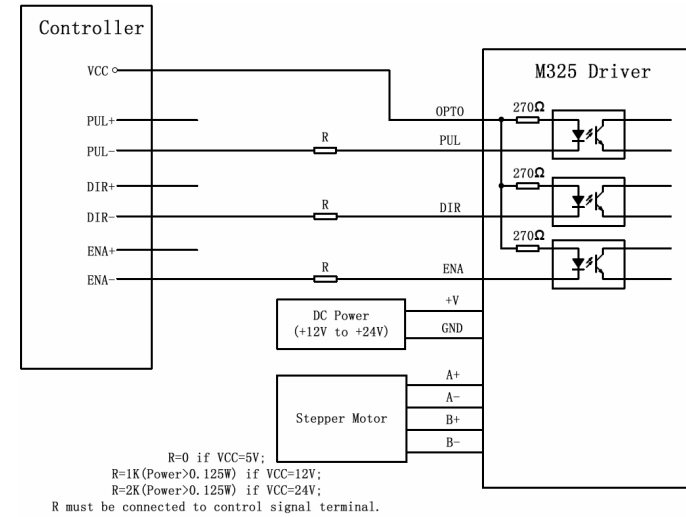 Controller
M325 Driver
VCC
OPTO
270Ω
PUL+
R
PUL
PUL-
270Ω
DIR+
R
DIR
DIR-
270Ω
ENA+
R
ENA
ENA-
DC Power
(+12V to +24V)
+V
GND
Stepper Motor
A+
A-
B+
B-
R=0 if VCC=5V;
R=1K(Power>0.125W) if VCC=12V;
R=2K(Power>0.125W) if VCC=24V;
R must be connected to control signal terminal.